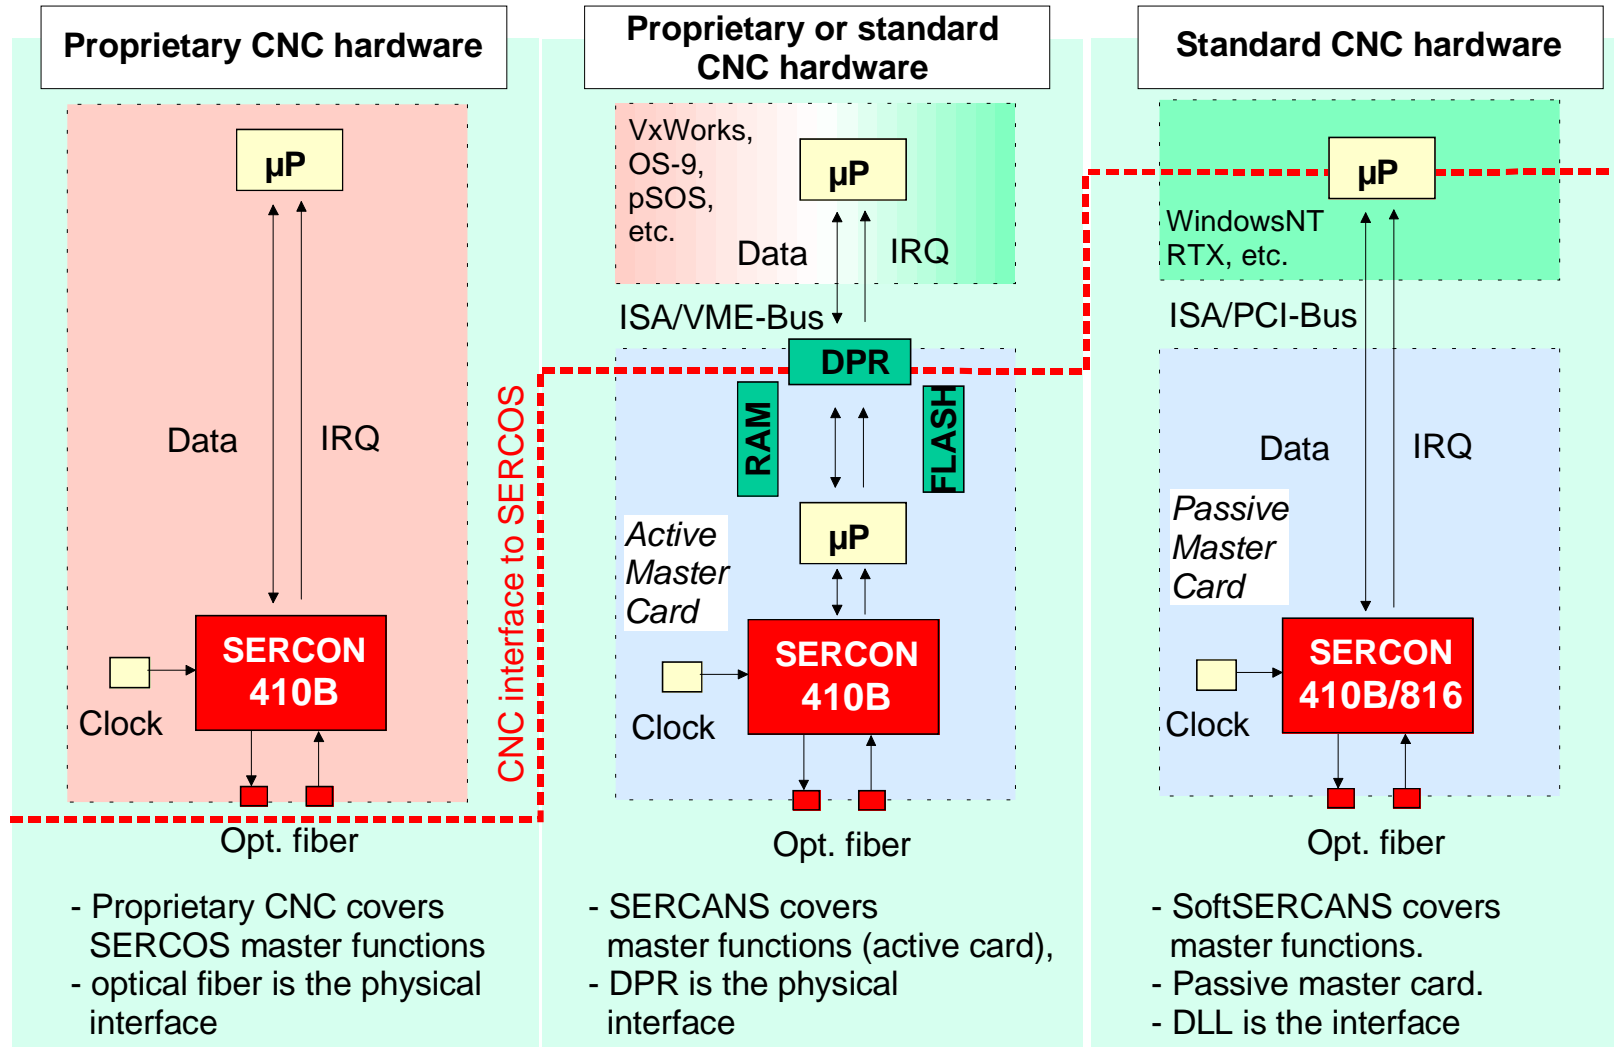 Proprietary CNC hardware
µP
Data
IRQ
SERCON
410B
Clock
Opt. fiber
- Proprietary CNC covers
SERCOS master functions
- optical fiber is the physical
interface
CNC interface to SERCOS
Proprietary or standard
CNC hardware
VxWorks,
OS-9,
pSOS,
etc.
µP
Data
IRQ
ISA/VME-Bus
DPR
RAM
FLASH
µP
Active
Master
Card
SERCON
410B
Clock
Opt. fiber
- SERCANS covers
master functions (active card),
- DPR is the physical
interface
Standard CNC hardware
µP
WindowsNT
RTX, etc.
ISA/PCI-Bus
Data
IRQ
Passive
Master
Card
SERCON
410B/816
Clock
Opt. fiber
- SoftSERCANS covers
master functions.
- Passive master card.
- DLL is the interface